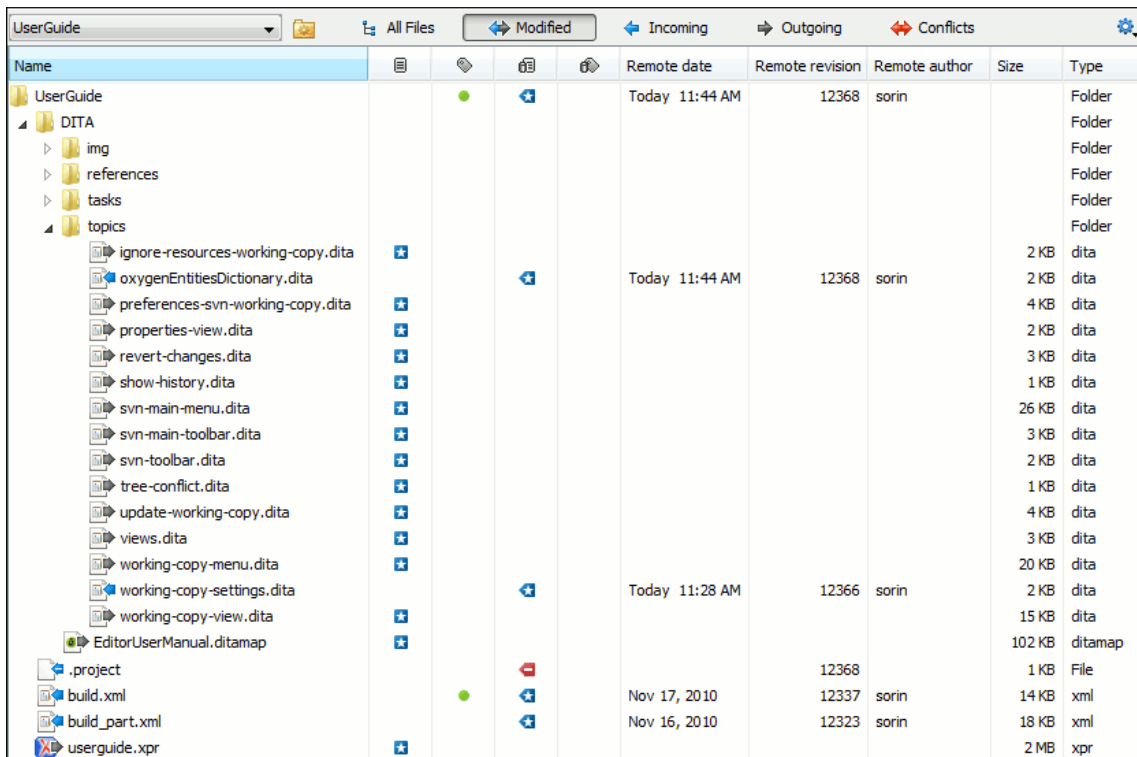 UserGuide All Files Modified Incoming Outgoing Conflicts
Name Remote date Remote revision Remote author Size Type
UserGuide Today 11:44 AM 12368 sorin Folder
DITA Folder
img Folder
references Folder
tasks Folder
topics Folder
ignore-resources-working-copy.dita 2 KB dita
oxygenEntitiesDictionary.dita Today 11:44 AM 12368 sorin 2 KB dita
preferences-svn-working-copy.dita 4 KB dita
properties-view.dita 2 KB dita
revert-changes.dita 3 KB dita
show-history.dita 1 KB dita
svn-main-menu.dita 26 KB dita
svn-main-toolbar.dita 3 KB dita
svn-toolbar.dita 2 KB dita
tree-conflict.dita 1 KB dita
update-working-copy.dita 4 KB dita
views.dita 3 KB dita
working-copy-menu.dita 20 KB dita
working-copy-settings.dita Today 11:28 AM 12366 sorin 2 KB dita
working-copy-view.dita 15 KB dita
EditorUserManual.ditamap 102 KB ditamap
.project 12368 1 KB File
build.xml Nov 17, 2010 12337 sorin 14 KB xml
build_part.xml Nov 16, 2010 12323 sorin 18 KB xml
userguide.xpr 2 MB xpr